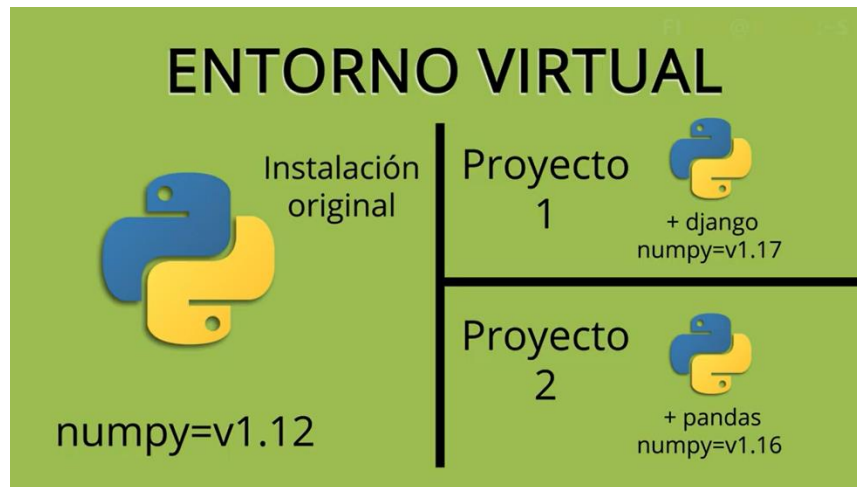 ENTORNO VIRTUAL
Instalación
original
numpy=v1.12
Proyecto
1
+ django
numpy=v1.17
Proyecto
2
+ pandas
numpy=v1.16